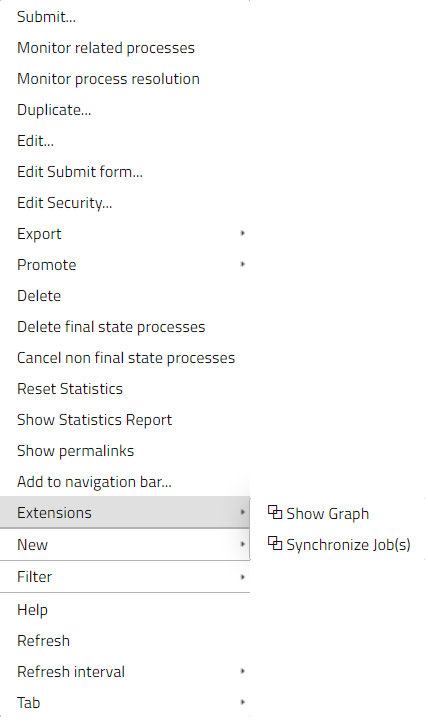 Submit...
Monitor related processes
Monitor process resolution
Duplicate...
Edit...
Edit Submit form...
Edit Security...
Export
Promote
Delete
Delete final state processes
Cancel non final state processes
Reset Statistics
Show Statistics Report
Show permalinks
Add to navigation bar...
Extensions
Show Graph
New
Synchronize Job(s)
Filter
Help
Refresh
Refresh interval
Tab